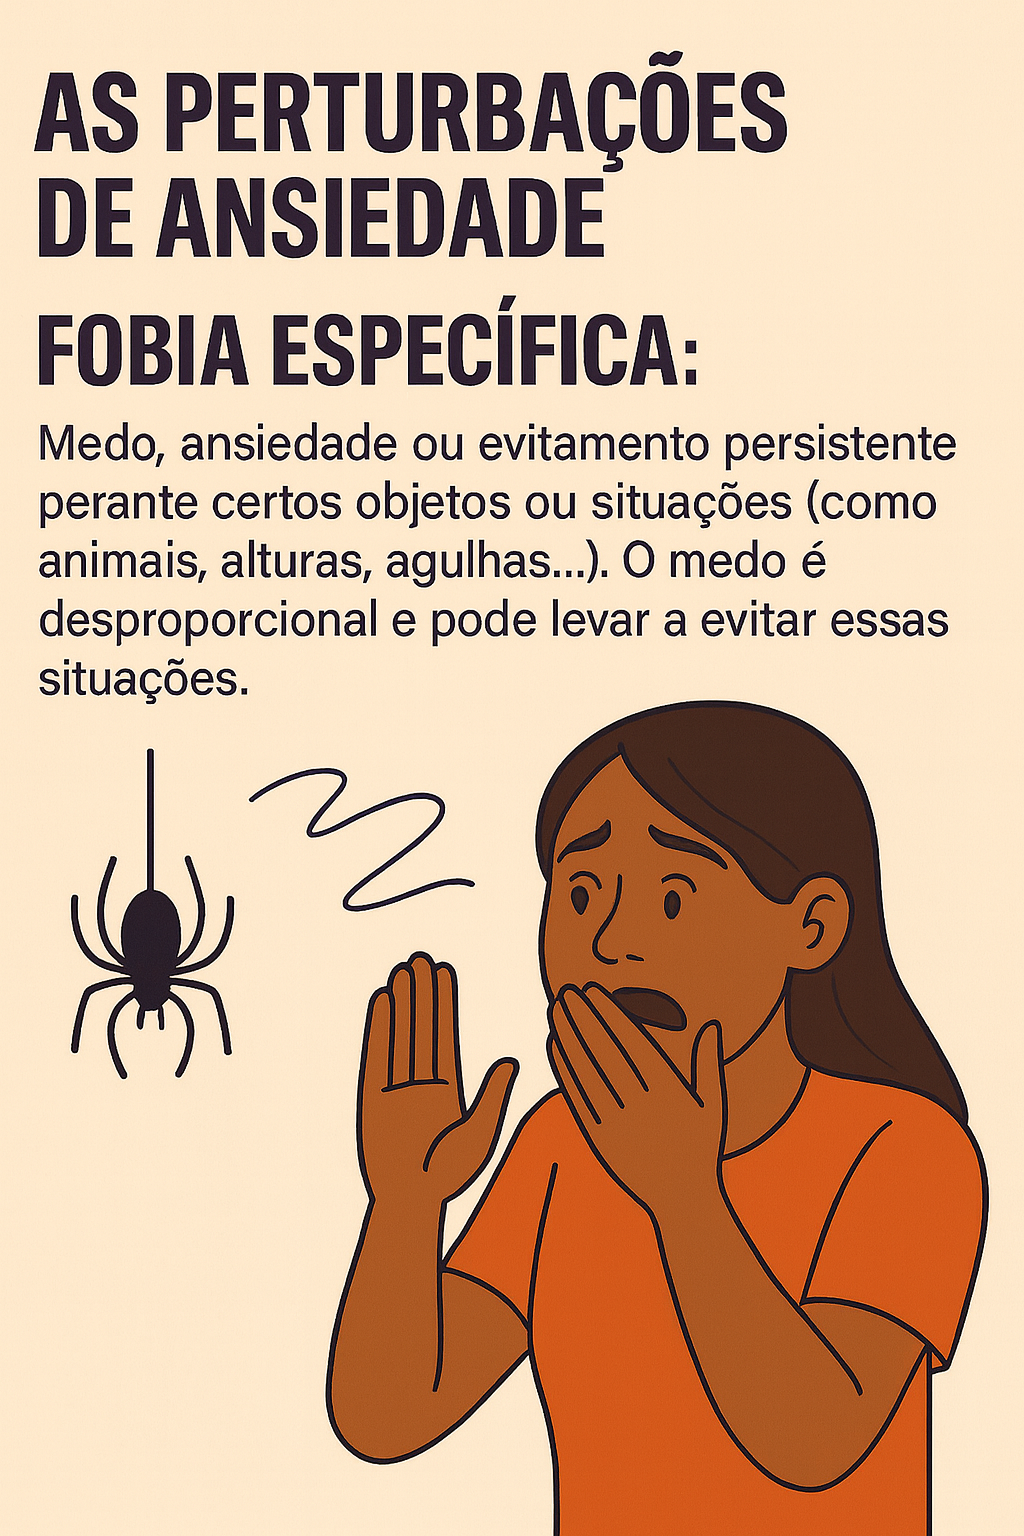 AS PERTURBAÇÕES
DE ANSIEDADE
FOBIA ESPECÍFICA:
Medo, ansiedade ou evitamento persistente
perante certos objetos ou situações (como
animais, alturas, agulhas...). O medo é
desproporcional e pode levar a evitar essas
situações.